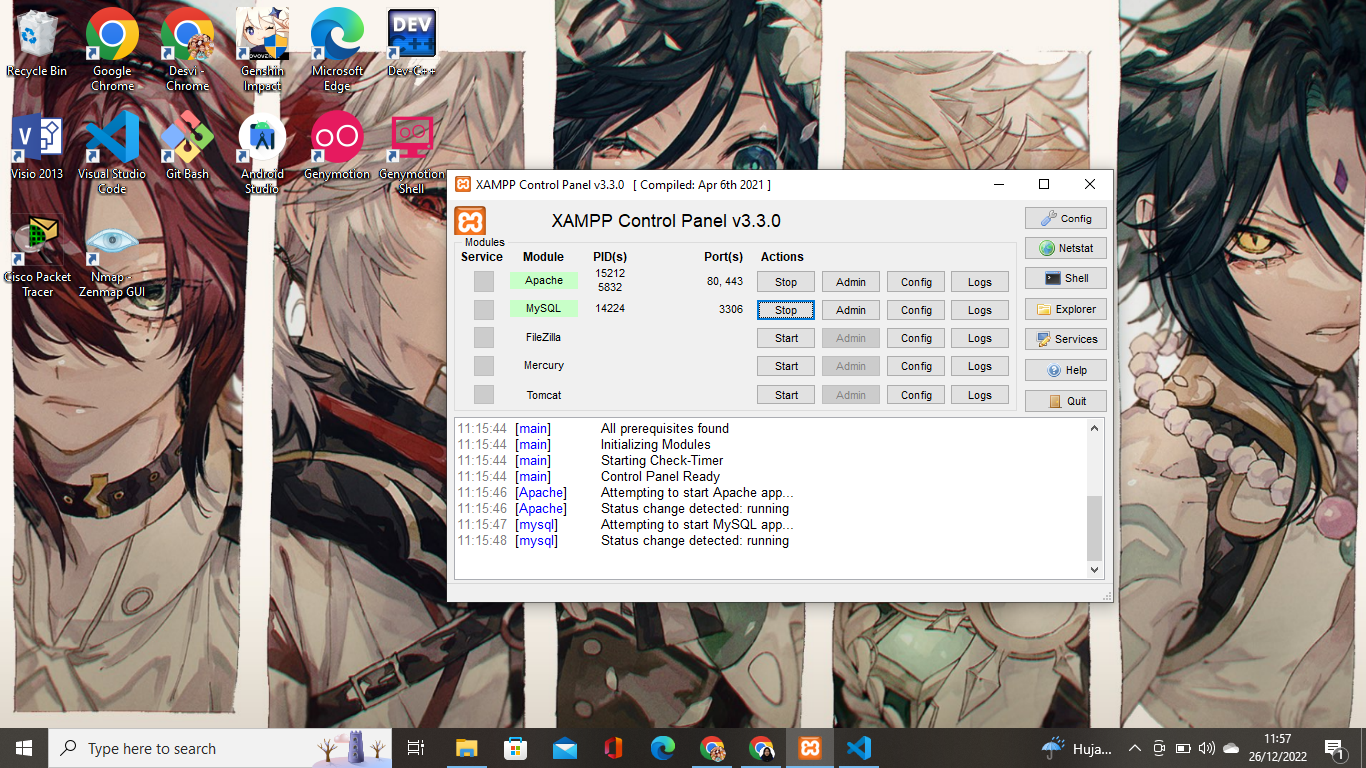 Recycle Bin
Google Chrome
Desvi - Chrome
Genshin Impact
Microsoft Edge
DEV C++
Dev-C++
Visio 2013
Visual Studio Code
Git Bash
Android Studio
Genymotion
Genymotion Shell
Cisco Packet Tracer
Nmap - Zenmap GUI
XAMPP Control Panel v3.3.0 [ Compiled: Apr 6th 2021 ]
XAMPP Control Panel v3.3.0
Config
Netstat
Shell
Explorer
Services
Help
Quit
Modules
Service Module PID(s) Port(s) Actions
Apache 15212 5832 80, 443 Stop Admin Config Logs
MySQL 14224 3306 Stop Admin Config Logs
FileZilla Start Admin Config Logs
Mercury Start Admin Config Logs
Tomcat Start Admin Config Logs
11:15:44 [main] All prerequisites found
11:15:44 [main] Initializing Modules
11:15:44 [main] Starting Check-Timer
11:15:44 [main] Control Panel Ready
11:15:46 [Apache] Attempting to start Apache app...
11:15:46 [Apache] Status change detected: running
11:15:47 [mysql] Attempting to start MySQL app...
11:15:48 [mysql] Status change detected: running
Type here to search
Huja...
11:57
26/12/2022
1